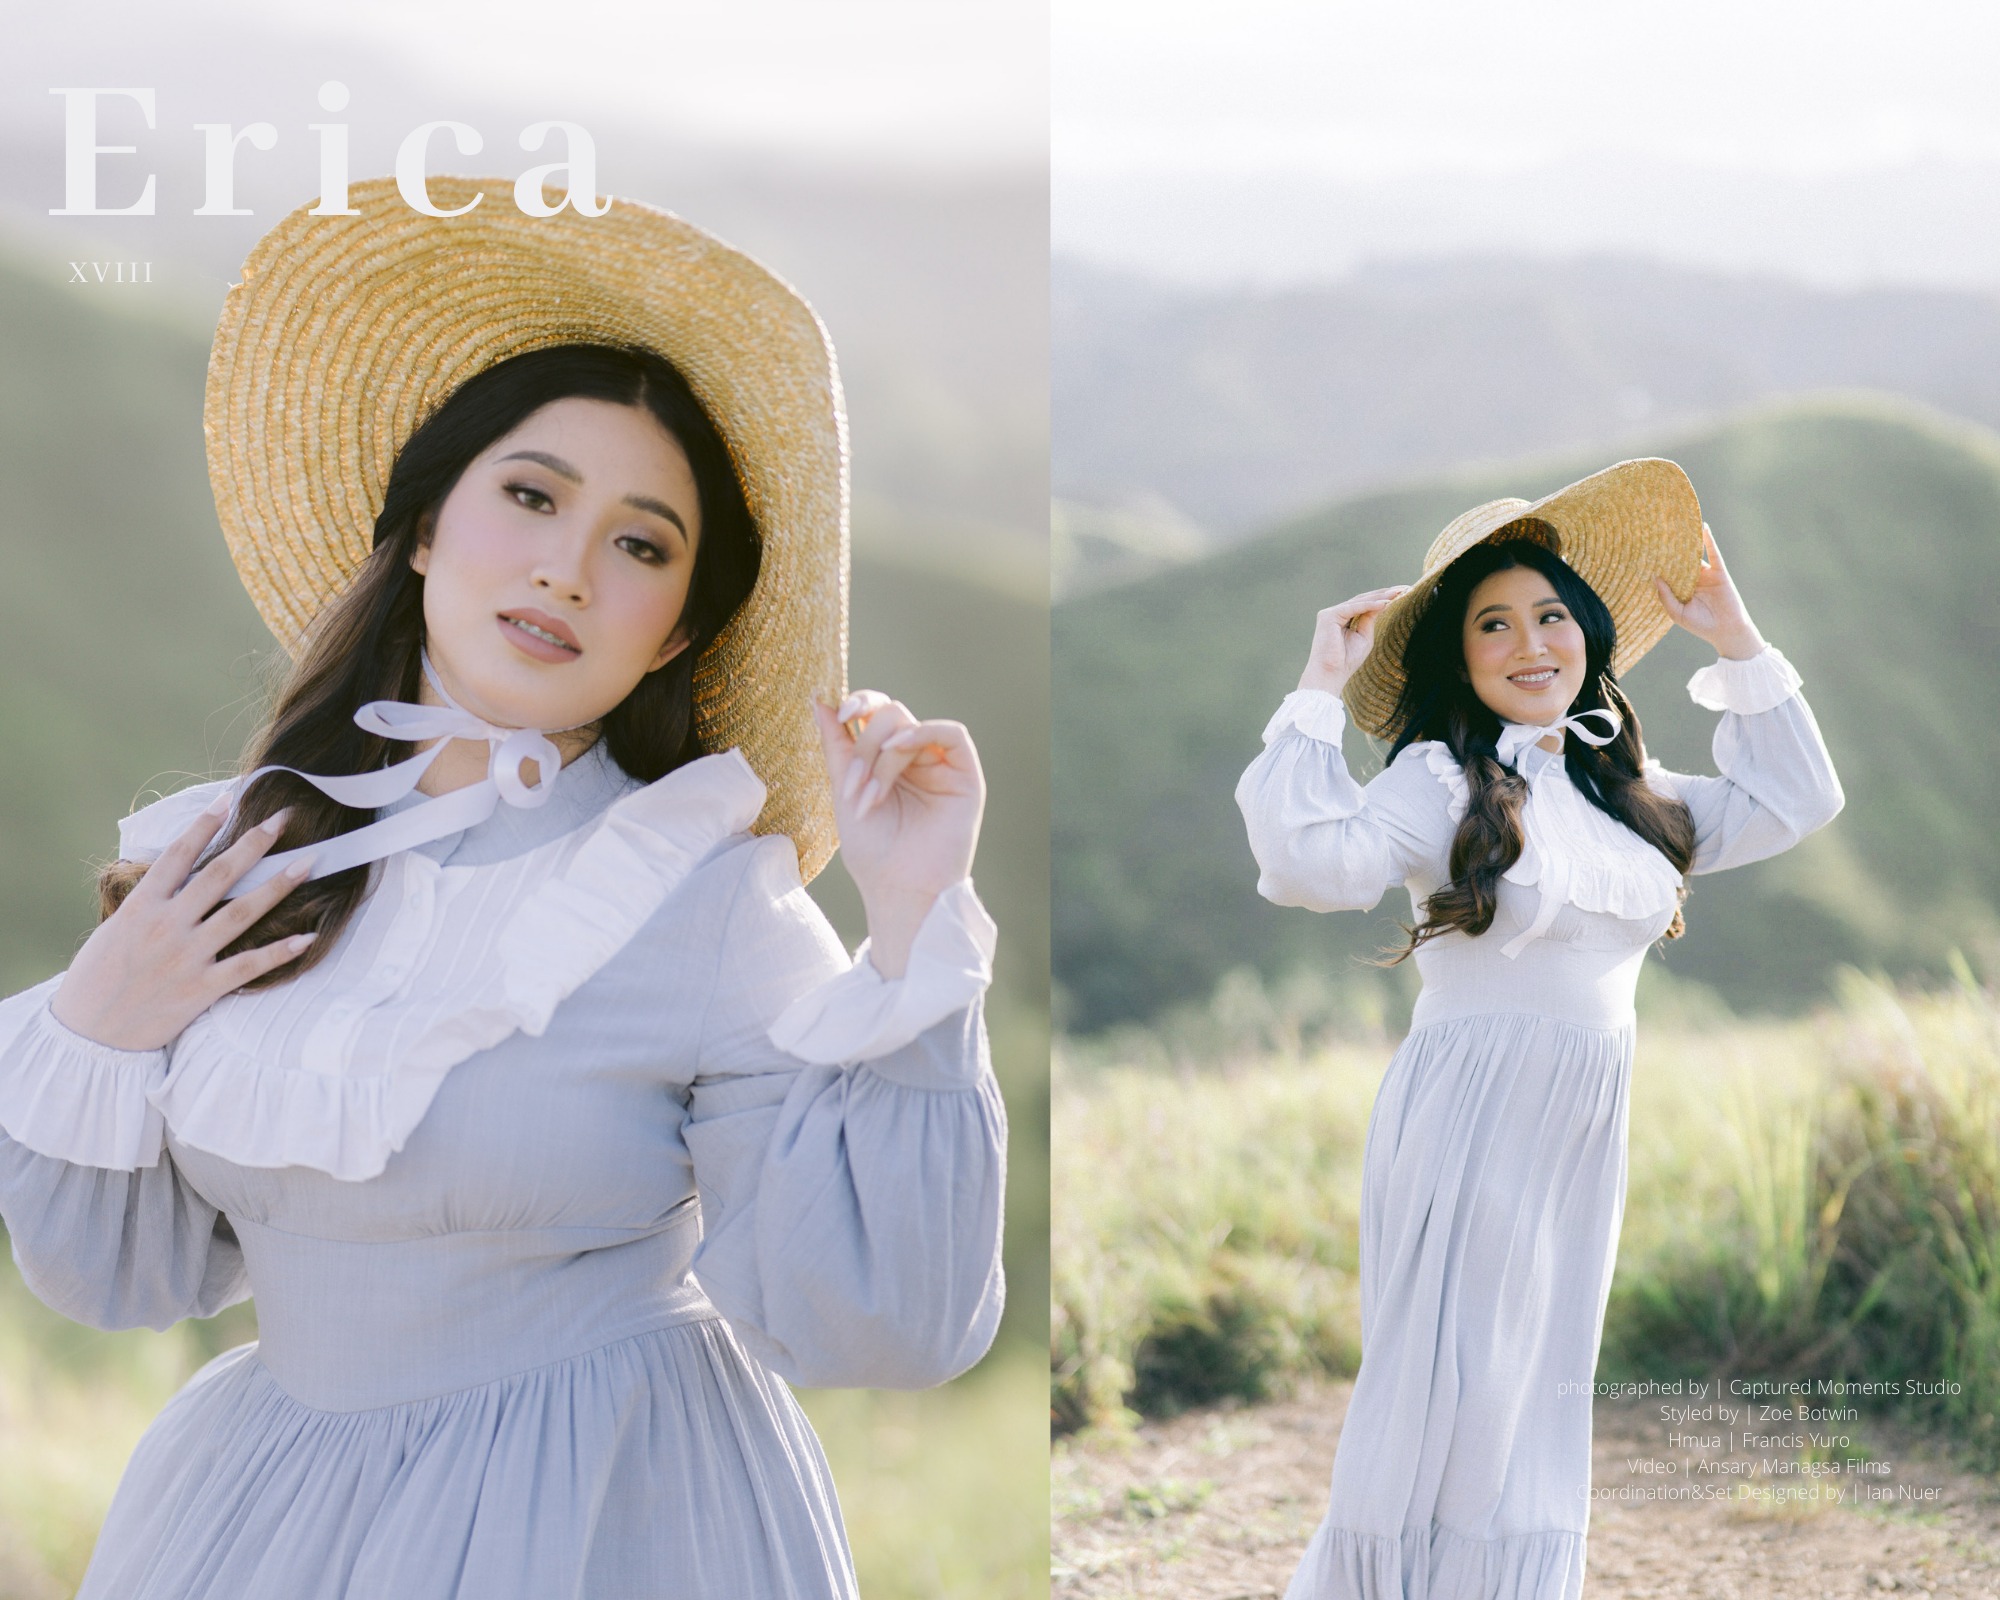 Erica
XVIII
photographed by | Captured Moments Studio
Styled by | Zoe Botwin
Hmua | Francis Yuro
Video | Ansary Managsa Films
Coordination&Set Designed by | Ian Nuer